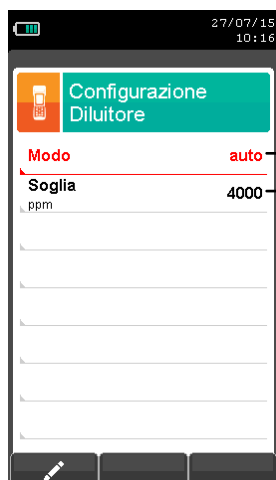 27/07/15
10:16
Configurazione
Diluitore
Modo auto
Soglia 4000
ppm